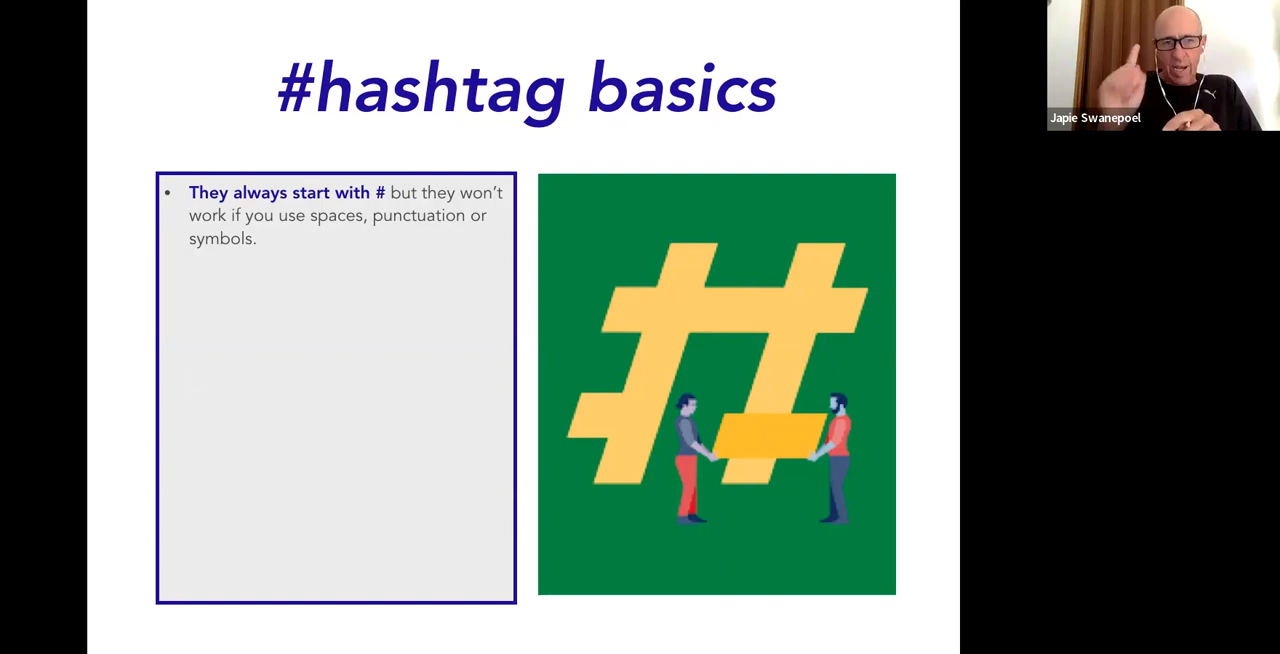 #hashtag basics
• They always start with # but they won’t
work if you use spaces, punctuation or
symbols.
Japie Swanepoel